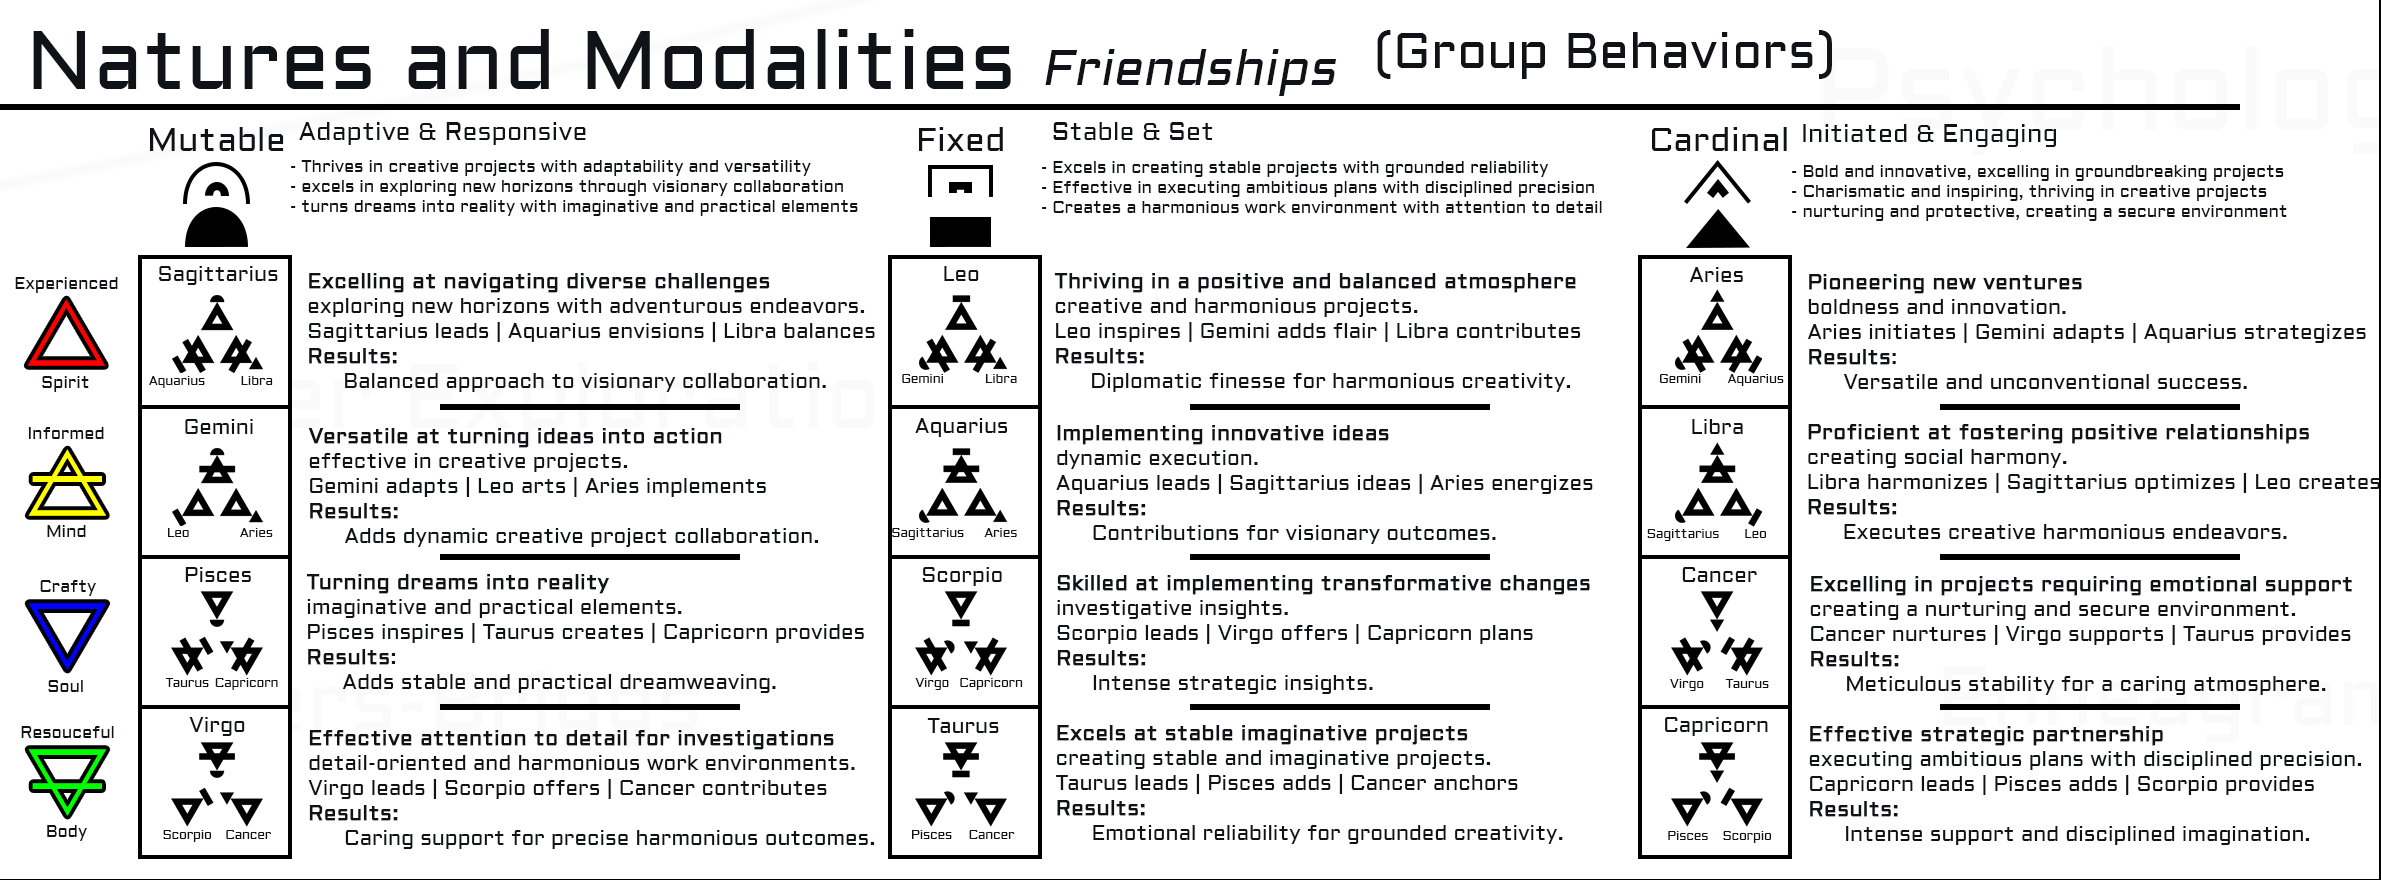 Natures and Modalities Friendships (Group Behaviors)
Psycholog
Mutable Adaptive & Responsive
- Thrives in creative projects with adaptability and versatility
- excels in exploring new horizons through visionary collaboration
- turns dreams into reality with imaginative and practical elements
Fixed Stable & Set
- Excels in creating stable projects with grounded reliability
- Effective in executing ambitious plans with disciplined precision
- Creates a harmonious work environment with attention to detail
Cardinal Initiated & Engaging
- Bold and innovative, excelling in groundbreaking projects
- Charismatic and inspiring, thriving in creative projects
- nurturing and protective, creating a secure environment
Experienced
Spirit
Sagittarius
Aquarius Libra
Excelling at navigating diverse challenges
exploring new horizons with adventurous endeavors.
Sagittarius leads | Aquarius envisions | Libra balances
Results:
Balanced approach to visionary collaboration.
Leo
Gemini Libra
Thriving in a positive and balanced atmosphere
creative and harmonious projects.
Leo inspires | Gemini adds flair | Libra contributes
Results:
Diplomatic finesse for harmonious creativity.
Aries
Gemini Aquarius
Pioneering new ventures
boldness and innovation.
Aries initiates | Gemini adapts | Aquarius strategizes
Results:
Versatile and unconventional success.
er Exploratio
Informed
Mind
Gemini
Leo Aries
Versatile at turning ideas into action
effective in creative projects.
Gemini adapts | Leo arts | Aries implements
Results:
Adds dynamic creative project collaboration.
Aquarius
Sagittarius Aries
Implementing innovative ideas
dynamic execution.
Aquarius leads | Sagittarius ideas | Aries energizes
Results:
Contributions for visionary outcomes.
Libra
Sagittarius Leo
Proficient at fostering positive relationships
creating social harmony.
Libra harmonizes | Sagittarius optimizes | Leo creates
Results:
Executes creative harmonious endeavors.
Crafty
Soul
Pisces
Taurus Capricorn
Turning dreams into reality
imaginative and practical elements.
Pisces inspires | Taurus creates | Capricorn provides
Results:
Adds stable and practical dreamweaving.
Scorpio
Virgo Capricorn
Skilled at implementing transformative changes
investigative insights.
Scorpio leads | Virgo offers | Capricorn plans
Results:
Intense strategic insights.
Cancer
Virgo Taurus
Excelling in projects requiring emotional support
creating a nurturing and secure environment.
Cancer nurtures | Virgo supports | Taurus provides
Results:
Meticulous stability for a caring atmosphere.
ers-Briggs
Enneagram
Resouceful
Body
Virgo
Scorpio Cancer
Effective attention to detail for investigations
detail-oriented and harmonious work environments.
Virgo leads | Scorpio offers | Cancer contributes
Results:
Caring support for precise harmonious outcomes.
Taurus
Pisces Cancer
Excels at stable imaginative projects
creating stable and imaginative projects.
Taurus leads | Pisces adds | Cancer anchors
Results:
Emotional reliability for grounded creativity.
Capricorn
Pisces Scorpio
Effective strategic partnership
executing ambitious plans with disciplined precision.
Capricorn leads | Pisces adds | Scorpio provides
Results:
Intense support and disciplined imagination.